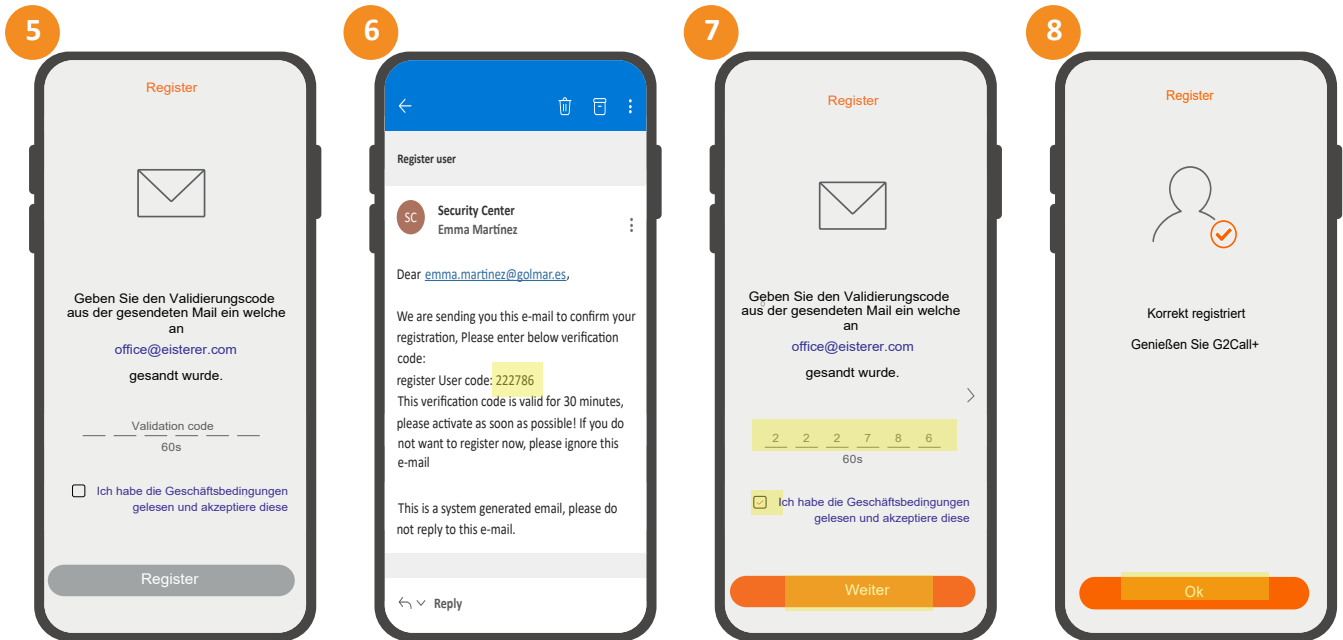 5
Register
Geben Sie den Validierungscode
aus der gesendeten Mail ein welche
an
office@eisterer.com
gesandt wurde.
Validation code
60s
Ich habe die Geschäftsbedingungen
gelesen und akzeptiere diese
Register
6
Register user
SC
Security Center
Emma Martínez
Dear emma.martinez@golmar.es,
We are sending you this e-mail to confirm your
registration, Please enter below verification
code:
register User code: 222786
This verification code is valid for 30 minutes,
please activate as soon as possible! If you do
not want to register now, please ignore this
e-mail
This is a system generated email, please do
not reply to this e-mail.
Reply
7
Register
Geben Sie den Validierungscode
aus der gesendeten Mail ein welche
an
office@eisterer.com
gesandt wurde.
2 2 2 7 8 6
60s
Ich habe die Geschäftsbedingungen
gelesen und akzeptiere diese
Weiter
8
Register
Korrekt registriert
Genießen Sie G2Call+
Ok